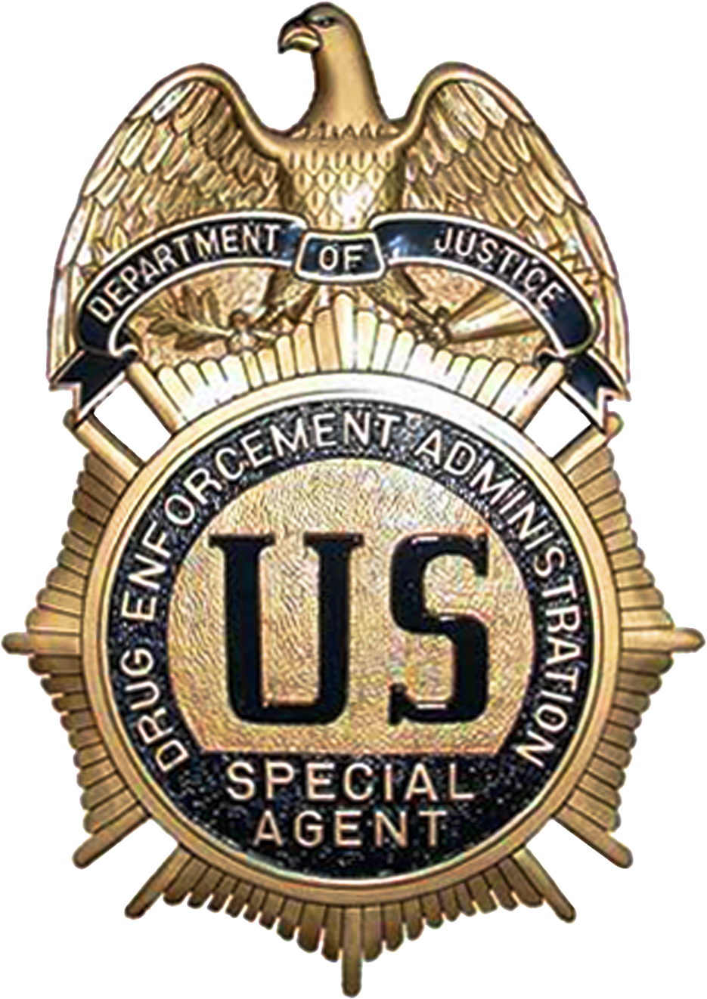 DEPARTMENT OF JUSTICE
DRUG ENFORCEMENT ADMINISTRATION
US
SPECIAL
AGENT